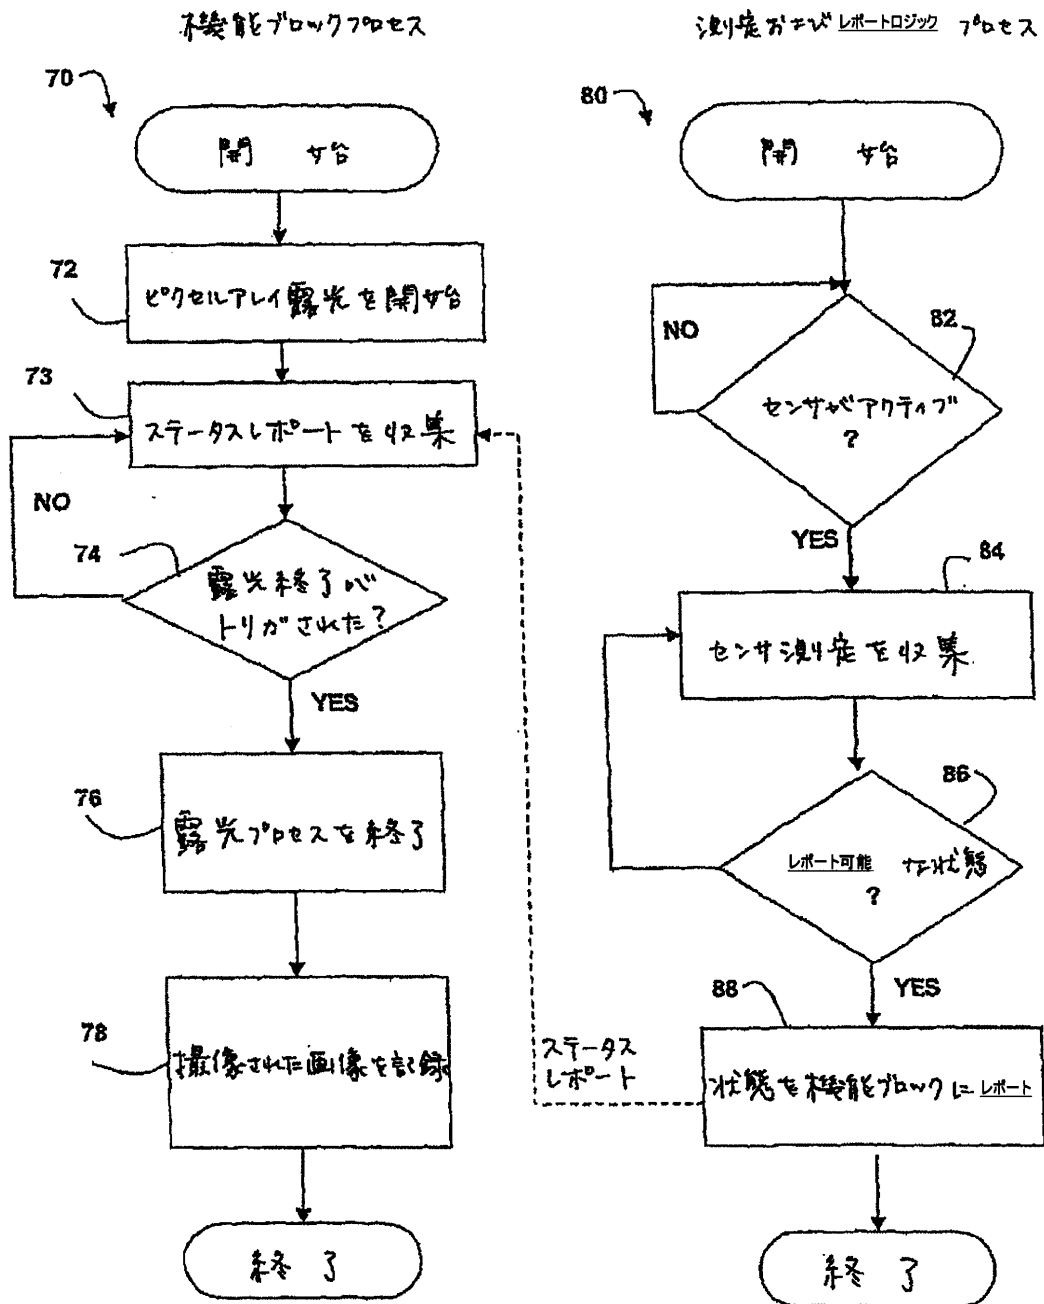 機能ブロックプロセス
70
開始
72
ピクセルアレイ露光を開始
73
ステータスレポートを収集
NO
74
露光終了が
トリガされた?
YES
76
露光プロセスを終了
78
撮像された画像を記録
終了
測定およびレポートロジックプロセス
80
開始
NO
82
センサがアクティブ
?
YES
84
センサ測定を収集
86
レポート可能な状態
?
YES
88
ステータス
レポート
状態を機能ブロックにレポート
終了